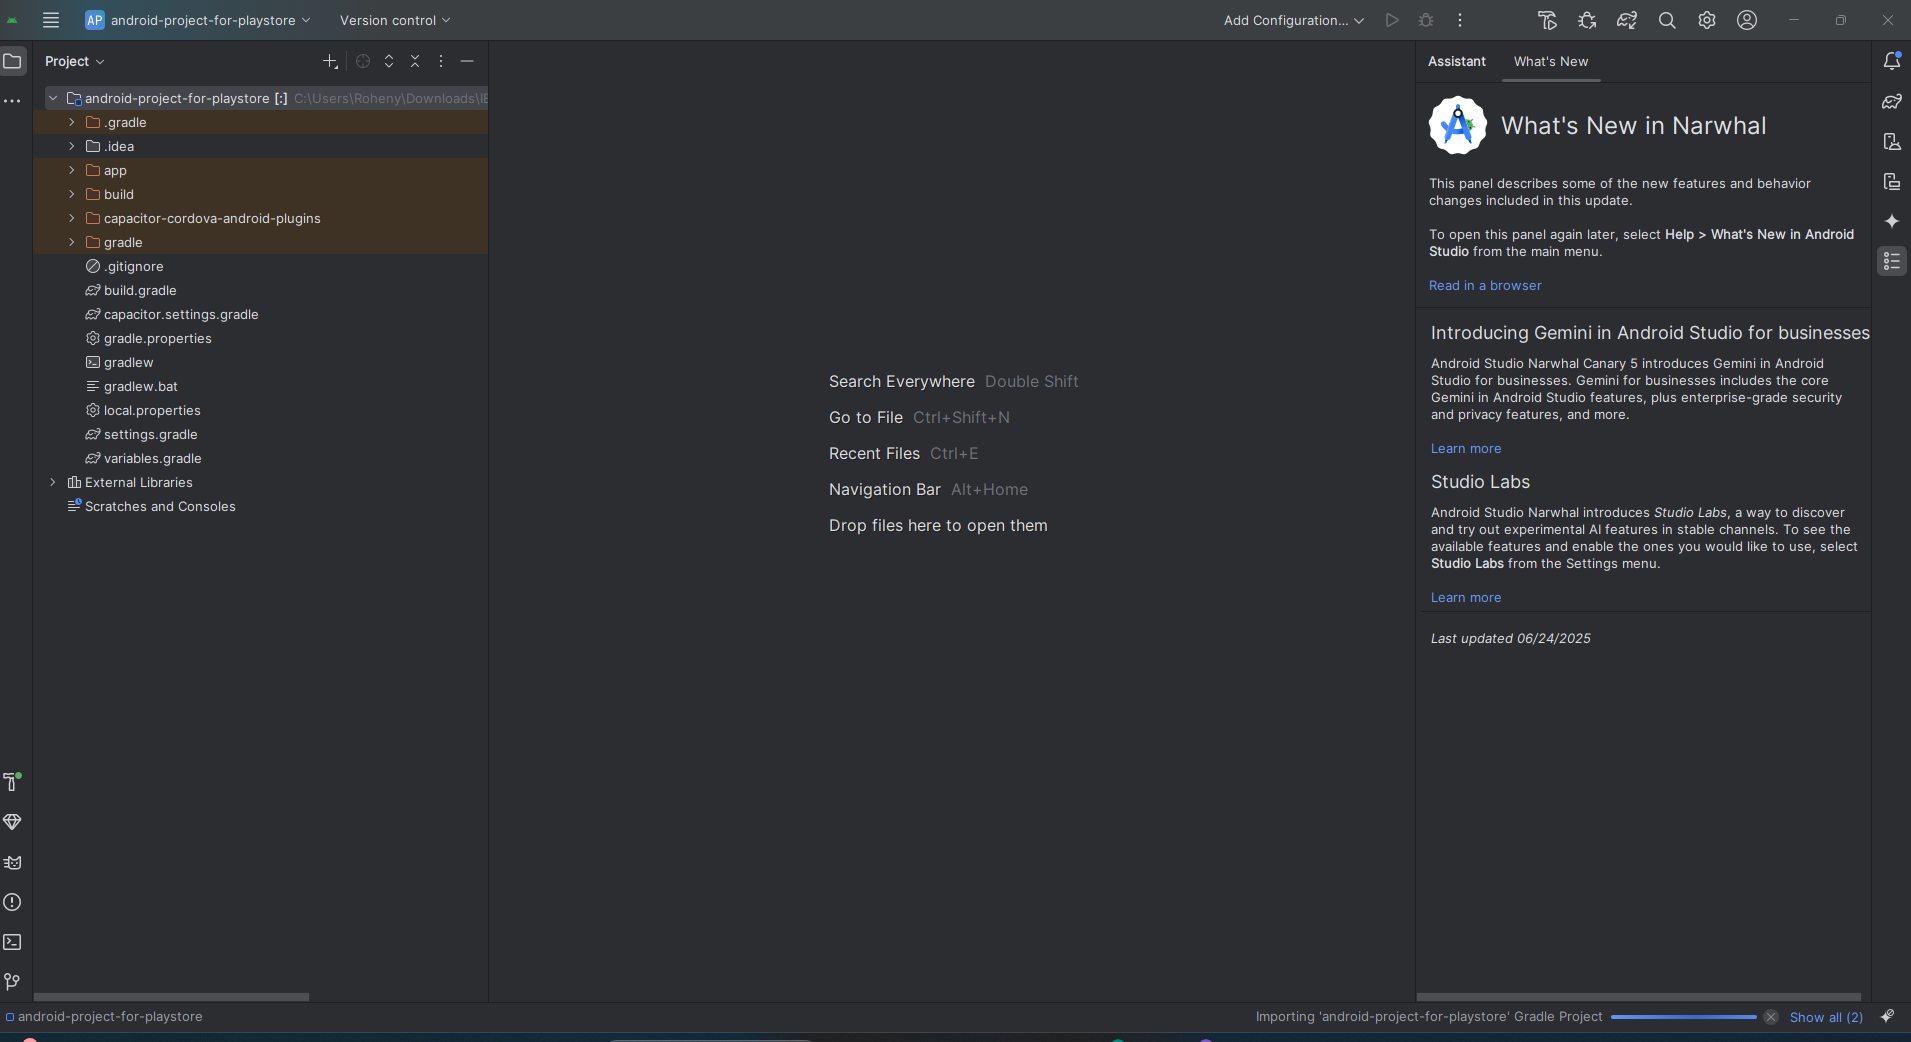 AP android-project-for-playstore
Version control
Add Configuration...
Project
android-project-for-playstore [:] C:\Users\Roheny\Downloads\
.gradle
.idea
app
build
capacitor-cordova-android-plugins
gradle
.gitignore
build.gradle
capacitor.settings.gradle
gradle.properties
gradlew
gradlew.bat
local.properties
settings.gradle
variables.gradle
External Libraries
Scratches and Consoles
Search Everywhere Double Shift
Go to File Ctrl+Shift+N
Recent Files Ctrl+E
Navigation Bar Alt+Home
Drop files here to open them
Assistant What's New
What's New in Narwhal
This panel describes some of the new features and behavior
changes included in this update.
To open this panel again later, select Help > What's New in Android
Studio from the main menu.
Read in a browser
Introducing Gemini in Android Studio for businesses
Android Studio Narwhal Canary 5 introduces Gemini in Android
Studio for businesses. Gemini for businesses includes the core
Gemini in Android Studio features, plus enterprise-grade security
and privacy features, and more.
Learn more
Studio Labs
Android Studio Narwhal introduces Studio Labs, a way to discover
and try out experimental AI features in stable channels. To see the
available features and enable the ones you would like to use, select
Studio Labs from the Settings menu.
Learn more
Last updated 06/24/2025
android-project-for-playstore
Importing 'android-project-for-playstore' Gradle Project
Show all (2)